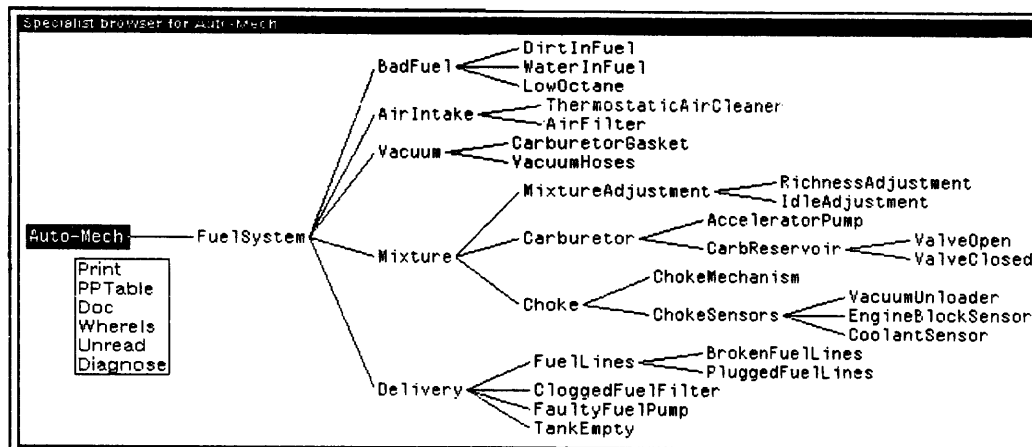 Specialist browser for Auto-Mech
DirtInFuel
BadFuel
WaterInFuel
LowOctane
ThermostaticAirCleaner
AirIntake
AirFilter
CarburetorGasket
Vacuum
VacuumHoses
RichnessAdjustment
MixtureAdjustment
IdleAdjustment
AcceleratorPump
Auto-Mech
FuelSystem
Carburetor
ValveOpen
CarbReservoir
Mixture
ValveClosed
Print
PPTable
Doc
WhereIs
Unread
Diagnose
ChokeMechanism
Choke
VacuumUnloader
ChokeSensors
EngineBlockSensor
CoolantSensor
BrokenFuelLines
FuelLines
PluggedFuelLines
Delivery
CloggedFuelFilter
FaultyFuelPump
TankEmpty